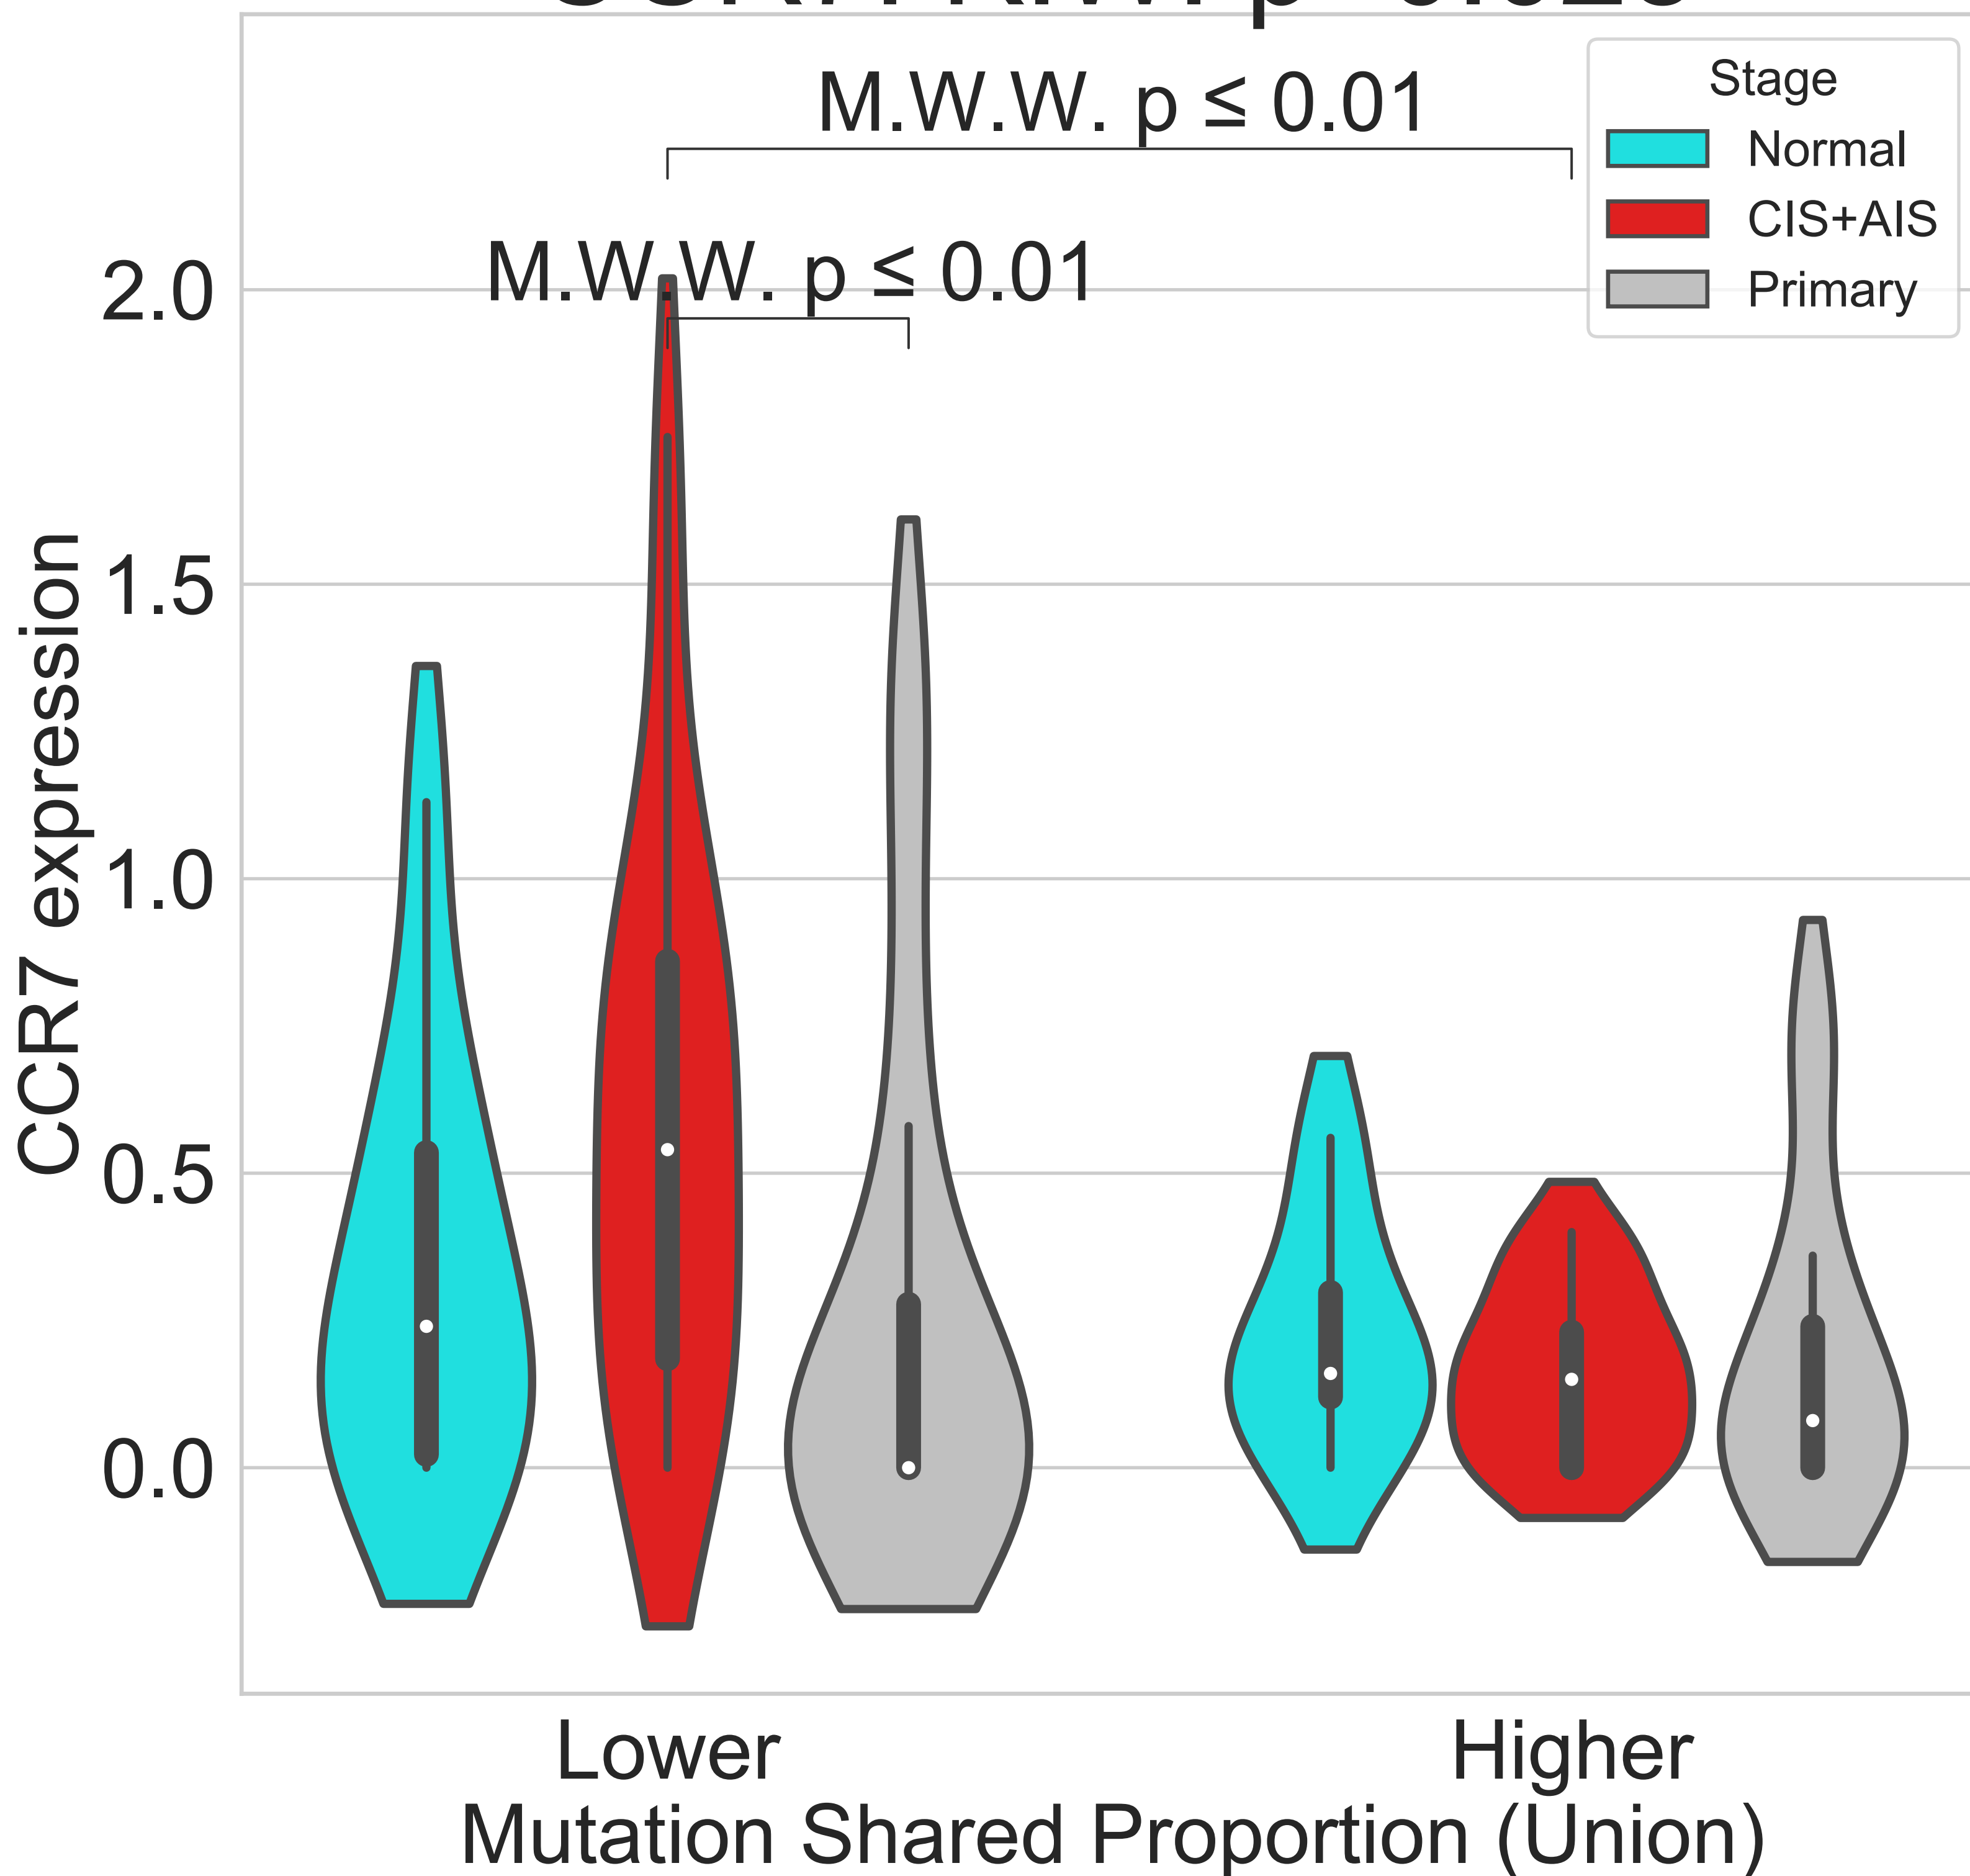 M.W.W. p ≤ 0.01
M.W.W. p ≤ 0.01
Stage
Normal
CIS+AIS
Primary
CCR7 expression
2.0
1.5
1.0
0.5
0.0
Lower
Higher
Mutation Shared Proportion (Union)